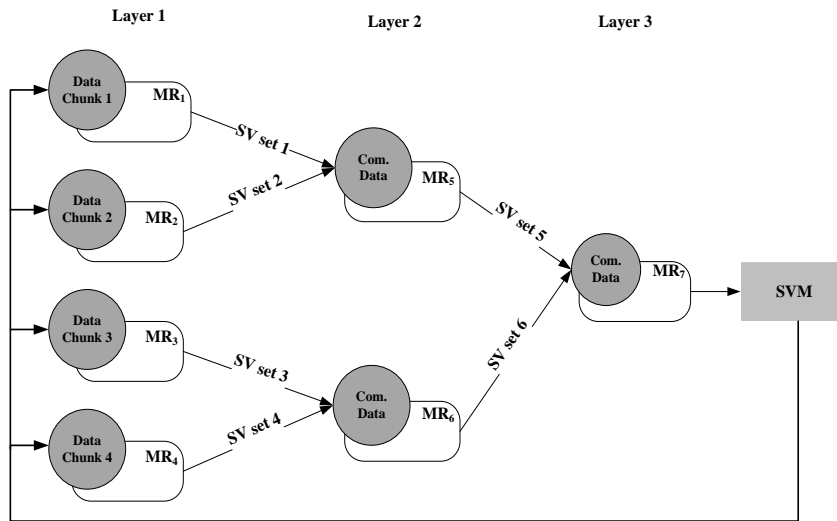 Layer 1
Layer 2
Layer 3
Data
Chunk 1
MR₁
SV set 1
Data
Chunk 2
MR₂
SV set 2
Com.
Data
MR₅
SV set 5
Data
Chunk 3
MR₃
SV set 3
Data
Chunk 4
MR₄
SV set 4
Com.
Data
MR₆
SV set 6
Com.
Data
MR₇
SVM